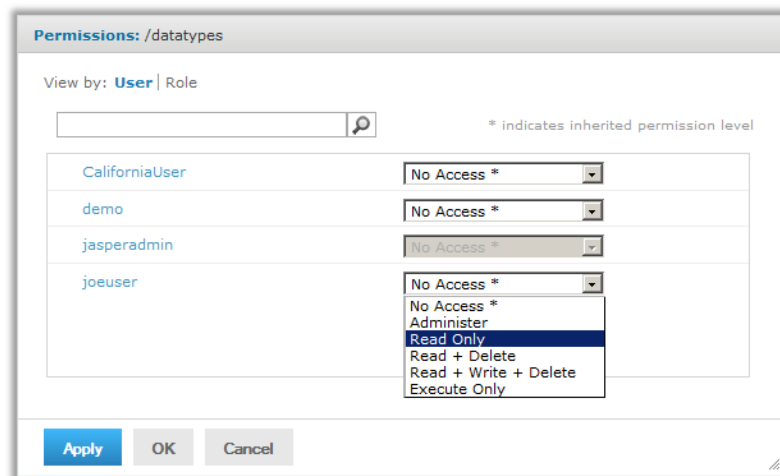 Permissions: /datatypes
View by: User | Role
* indicates inherited permission level
CaliforniaUser No Access *
demo No Access *
jasperadmin No Access *
joeuser No Access *
No Access *
Administer
Read Only
Read + Delete
Read + Write + Delete
Execute Only
Apply OK Cancel